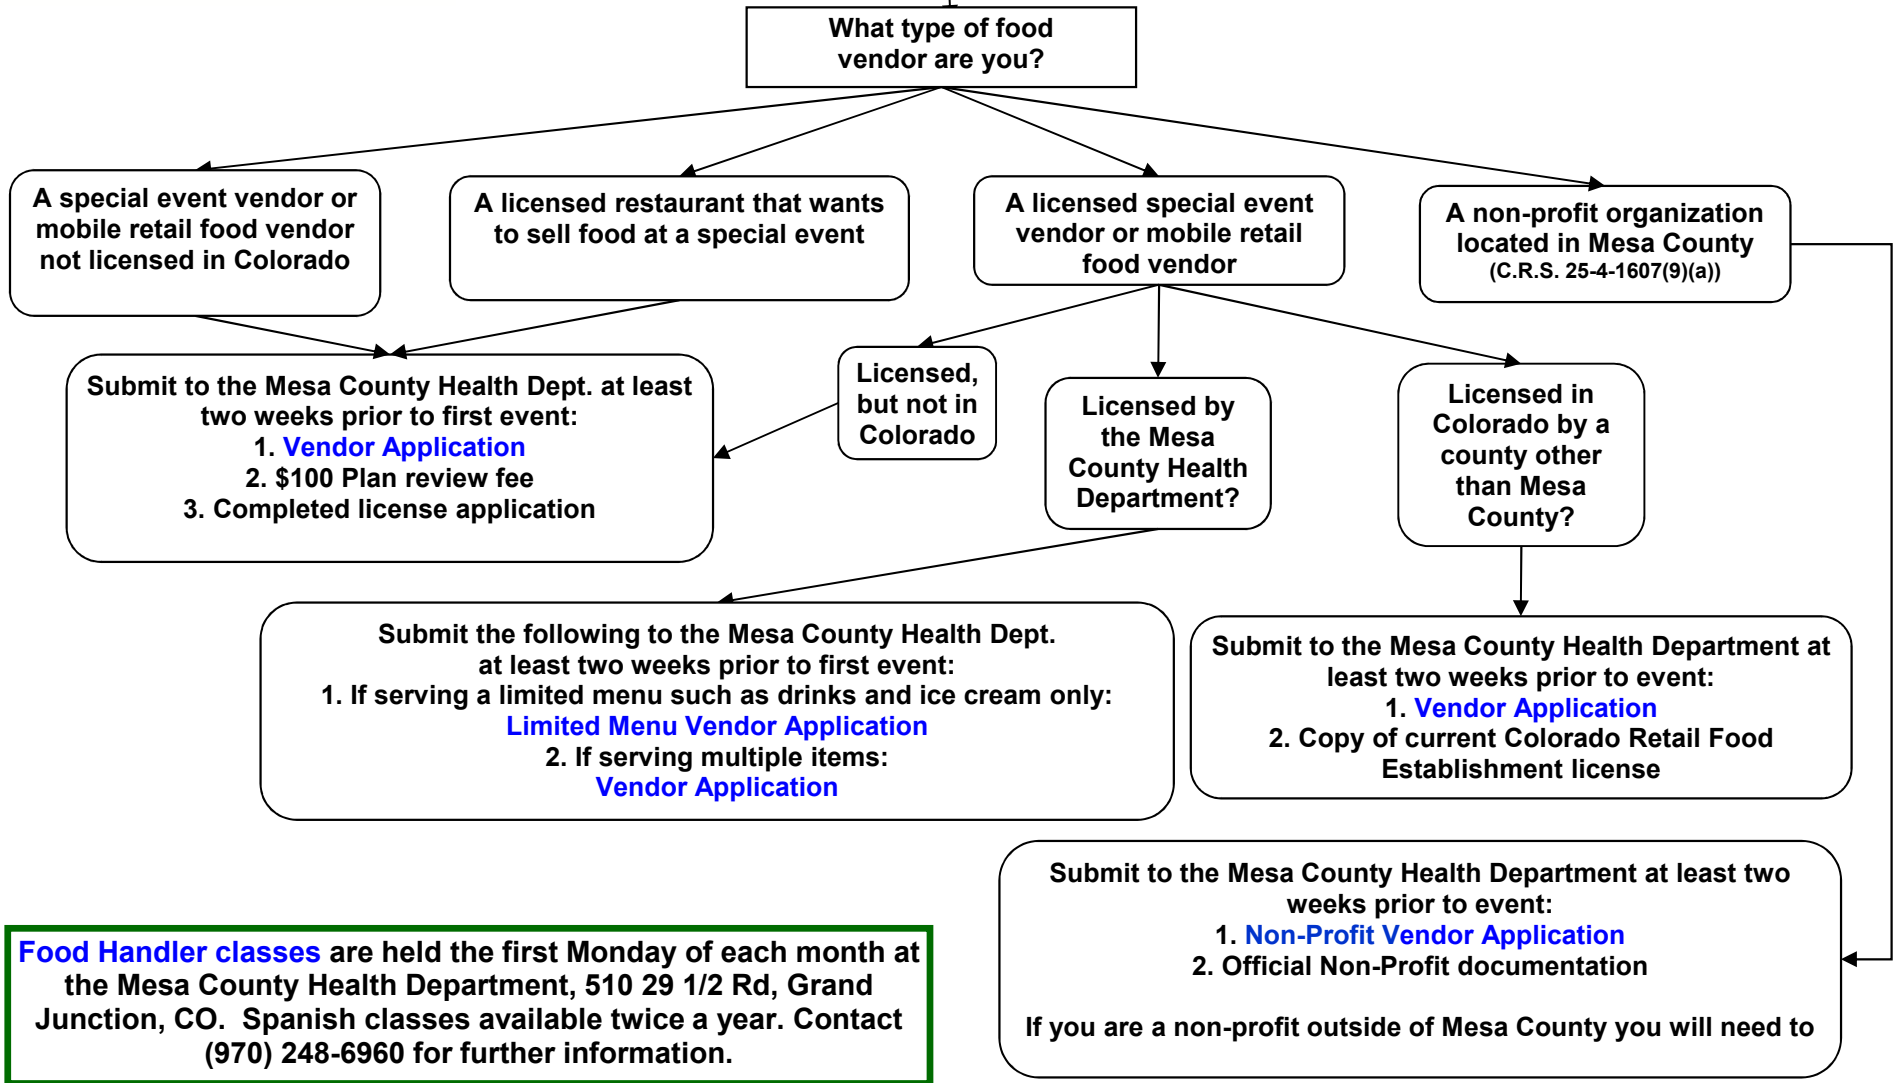 What type of food
vendor are you?
A special event vendor or
mobile retail food vendor
not licensed in Colorado
A licensed restaurant that wants
to sell food at a special event
A licensed special event
vendor or mobile retail
food vendor
A non-profit organization
located in Mesa County
(C.R.S. 25-4-1607(9)(a))
Submit to the Mesa County Health Dept. at least
two weeks prior to first event:
1. Vendor Application
2. $100 Plan review fee
3. Completed license application
Licensed,
but not in
Colorado
Licensed by
the Mesa
County Health
Department?
Licensed in
Colorado by a
county other
than Mesa
County?
Submit the following to the Mesa County Health Dept.
at least two weeks prior to first event:
1. If serving a limited menu such as drinks and ice cream only:
Limited Menu Vendor Application
2. If serving multiple items:
Vendor Application
Submit to the Mesa County Health Department at
least two weeks prior to event:
1. Vendor Application
2. Copy of current Colorado Retail Food
Establishment license
Submit to the Mesa County Health Department at least two
weeks prior to event:
1. Non-Profit Vendor Application
2. Official Non-Profit documentation
If you are a non-profit outside of Mesa County you will need to
Food Handler classes are held the first Monday of each month at
the Mesa County Health Department, 510 29 1/2 Rd, Grand
Junction, CO.  Spanish classes available twice a year. Contact
(970) 248-6960 for further information.